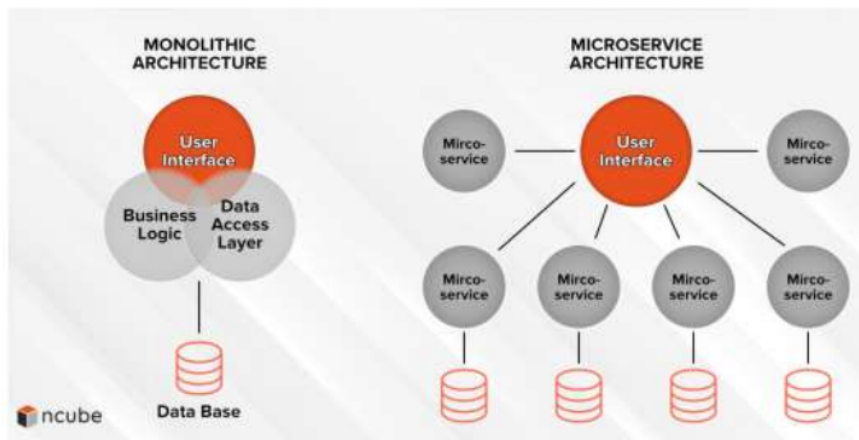 MONOLITHIC
ARCHITECTURE
User
Interface
Business
Logic
Data
Access
Layer
Data Base
ncube
MICROSERVICE
ARCHITECTURE
Mirco-
service
User
Interface
Mirco-
service
Mirco-
service
Mirco-
service
Mirco-
service
Mirco-
service